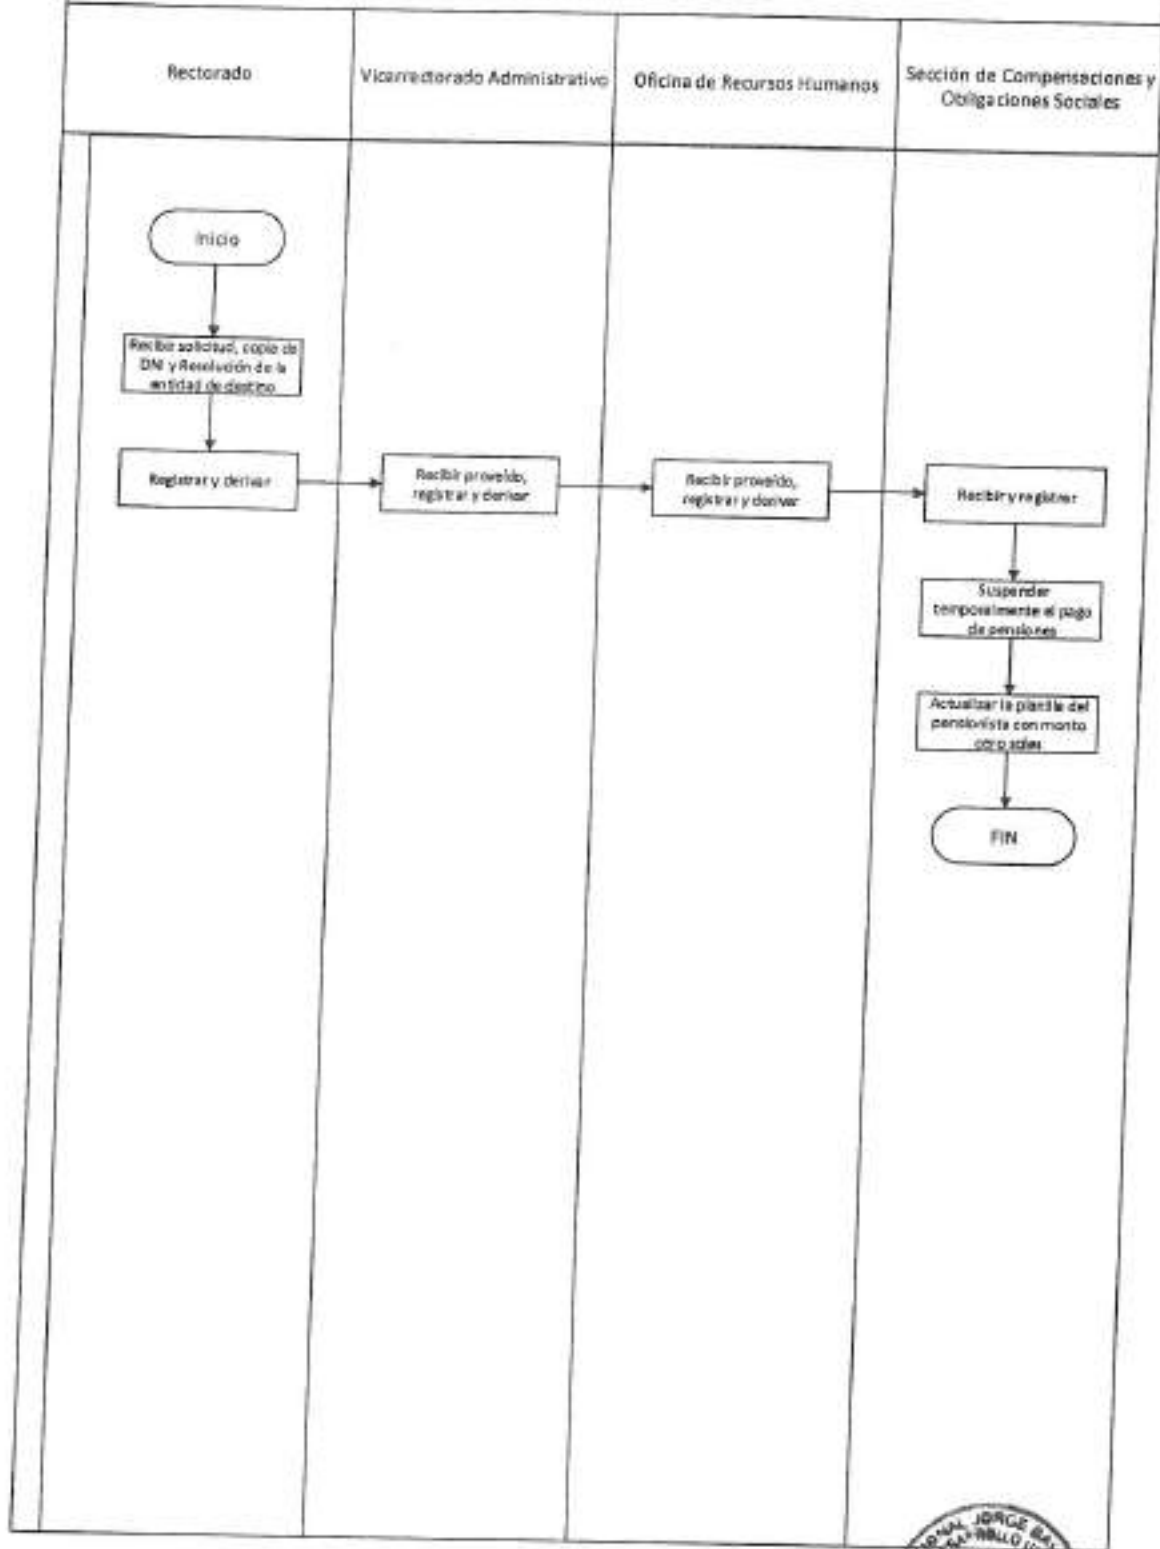 Rectorado
Vicerrectorado Administrativo
Oficina de Recursos Humanos
Sección de Compensaciones y
Obligaciones Sociales
Inicio
Recibir solicitud, copia de
DNI y Resolución de la
entidad de destino
Registrar y derivar
Recibir proveído,
registrar y derivar
Recibir proveído,
registrar y derivar
Recibir y registrar
Suspender
temporalmente el pago
de pensiones
Actualizar la planilla del
pensionista con monto
cero soles
FIN
JORGE